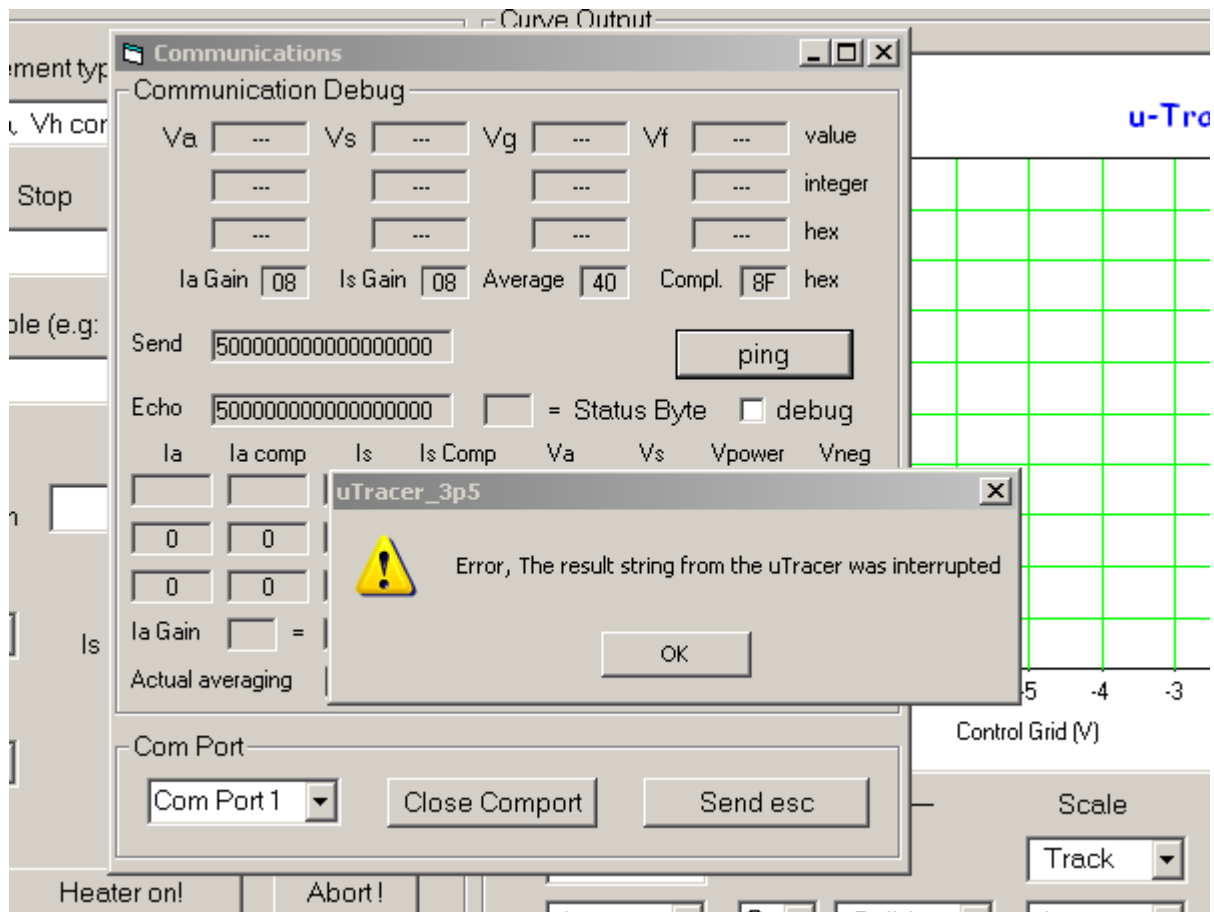 Curve Output
Communications
ement typ
Communication Debug
Vh cor
u-Tra
Va --- Vs --- Vg --- Vf --- value
Stop
--- --- --- --- integer
--- --- --- --- hex
Ia Gain 08 Is Gain 08 Average 40 Compl. 8F hex
ole (e.g:
Send 500000000000000000 ping
Echo 500000000000000000 = Status Byte debug
Ia Ia comp Is Is Comp Va Vs Vpower Vneg
uTracer_3p5
0 0
Error, The result string from the uTracer was interrupted
0 0
Ia Gain =
Is
OK
Actual averaging
-5 -4 -3
Control Grid (V)
Com Port
Com Port 1 Close Comport Send esc
Scale
Track
Heater on! Abort!